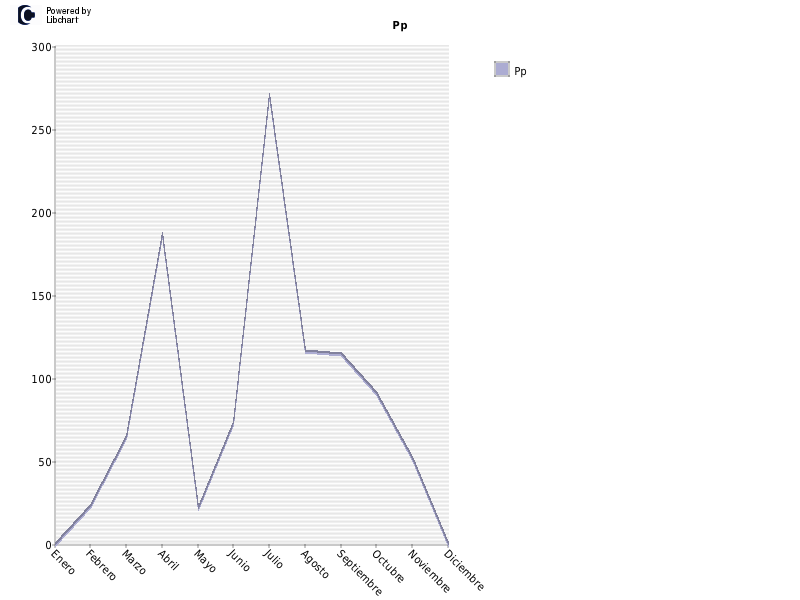 Powered by
Libchart
Pp
300
250
200
150
100
50
0
Pp
Enero
Febrero
Marzo
Abril
Mayo
Junio
Julio
Agosto
Septiembre
Octubre
Noviembre
Diciembre